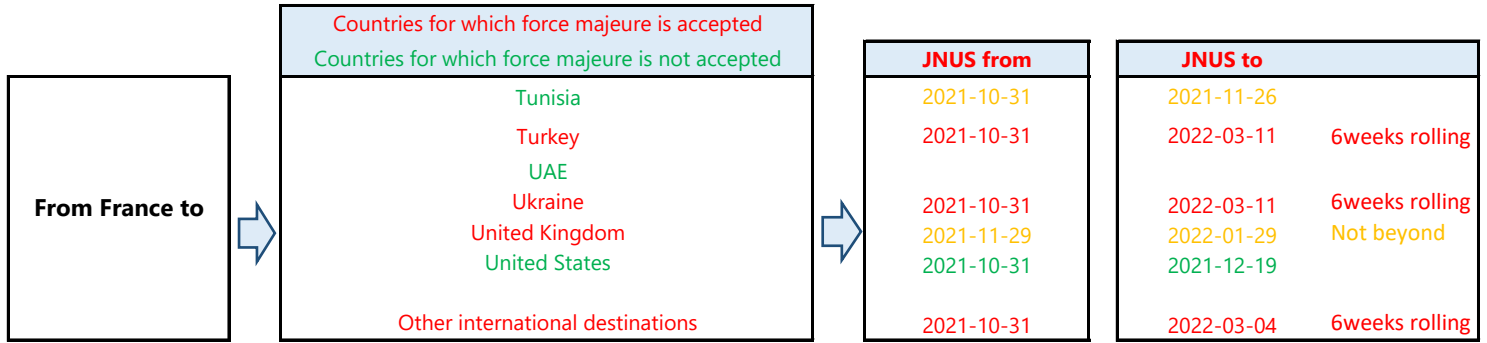 Countries for which force majeure is accepted
Countries for which force majeure is not accepted
JNUS from
JNUS to
From France to
Tunisia 2021-10-31 2021-11-26
Turkey 2021-10-31 2022-03-11 6weeks rolling
UAE
Ukraine 2021-10-31 2022-03-11 6weeks rolling
United Kingdom 2021-11-29 2022-01-29 Not beyond
United States 2021-10-31 2021-12-19
Other international destinations 2021-10-31 2022-03-04 6weeks rolling